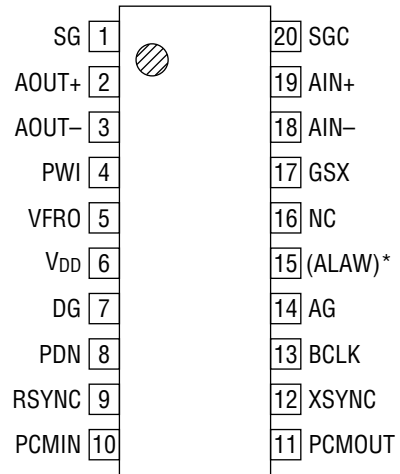 SG 1 20 SGC
AOUT+ 2 19 AIN+
AOUT– 3 18 AIN–
PWI 4 17 GSX
VFRO 5 16 NC
VDD 6 15 (ALAW)*
DG 7 14 AG
PDN 8 13 BCLK
RSYNC 9 12 XSYNC
PCMIN 10 11 PCMOUT